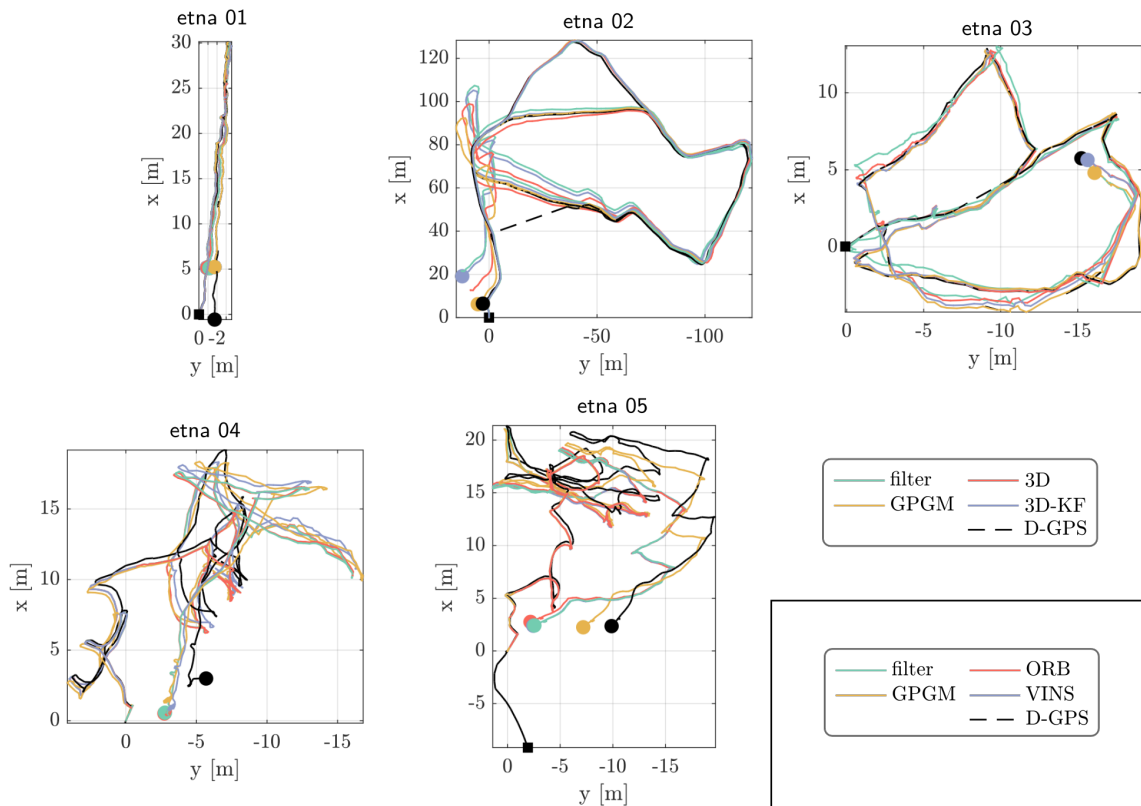 etna 01
30
25
20
15
10
5
0
x [m]
0 -2
y [m]
etna 02
120
100
80
60
40
20
0
x [m]
0 -50 -100
y [m]
etna 03
10
5
0
x [m]
0 -5 -10 -15
y [m]
etna 04
15
10
5
0
x [m]
0 -5 -10 -15
y [m]
etna 05
20
15
10
5
0
-5
x [m]
0 -5 -10 -15
y [m]
filter 3D
GPGM 3D-KF
D-GPS
filter ORB
GPGM VINS
D-GPS